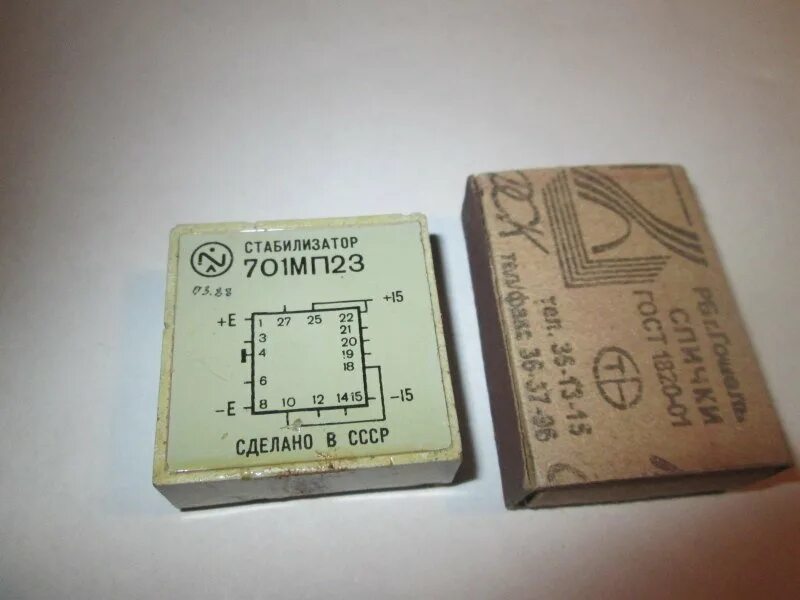 СТАБИЛИЗАТОР
701МП23
03.88
+Е
1 27 25 22
+15
3
21
4
20
19
6
18
-Е
8 10 12 14 15
-15
СДЕЛАНО В СССР
РБ г.Гомель
СПИЧКИ
ГОСТ 1820-01
тел. 35-13-15
тел/факс 36-37-96